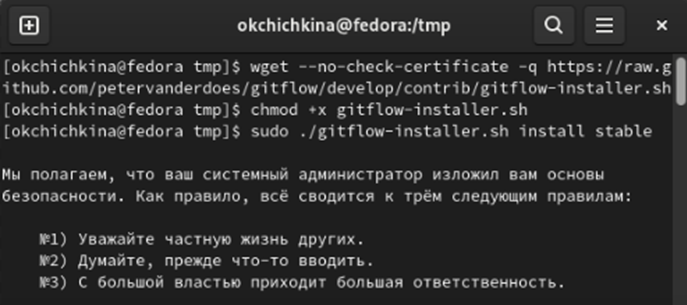 okchichkina@fedora:/tmp
[okchichkina@fedora tmp]$ wget --no-check-certificate -q https://raw.g
ithub.com/petervanderdoes/gitflow/develop/contrib/gitflow-installer.sh
[okchichkina@fedora tmp]$ chmod +x gitflow-installer.sh
[okchichkina@fedora tmp]$ sudo ./gitflow-installer.sh install stable
Мы полагаем, что ваш системный администратор изложил вам основы
безопасности. Как правило, всё сводится к трём следующим правилам:
№1) Уважайте частную жизнь других.
№2) Думайте, прежде что-то вводить.
№3) С большой властью приходит большая ответственность.